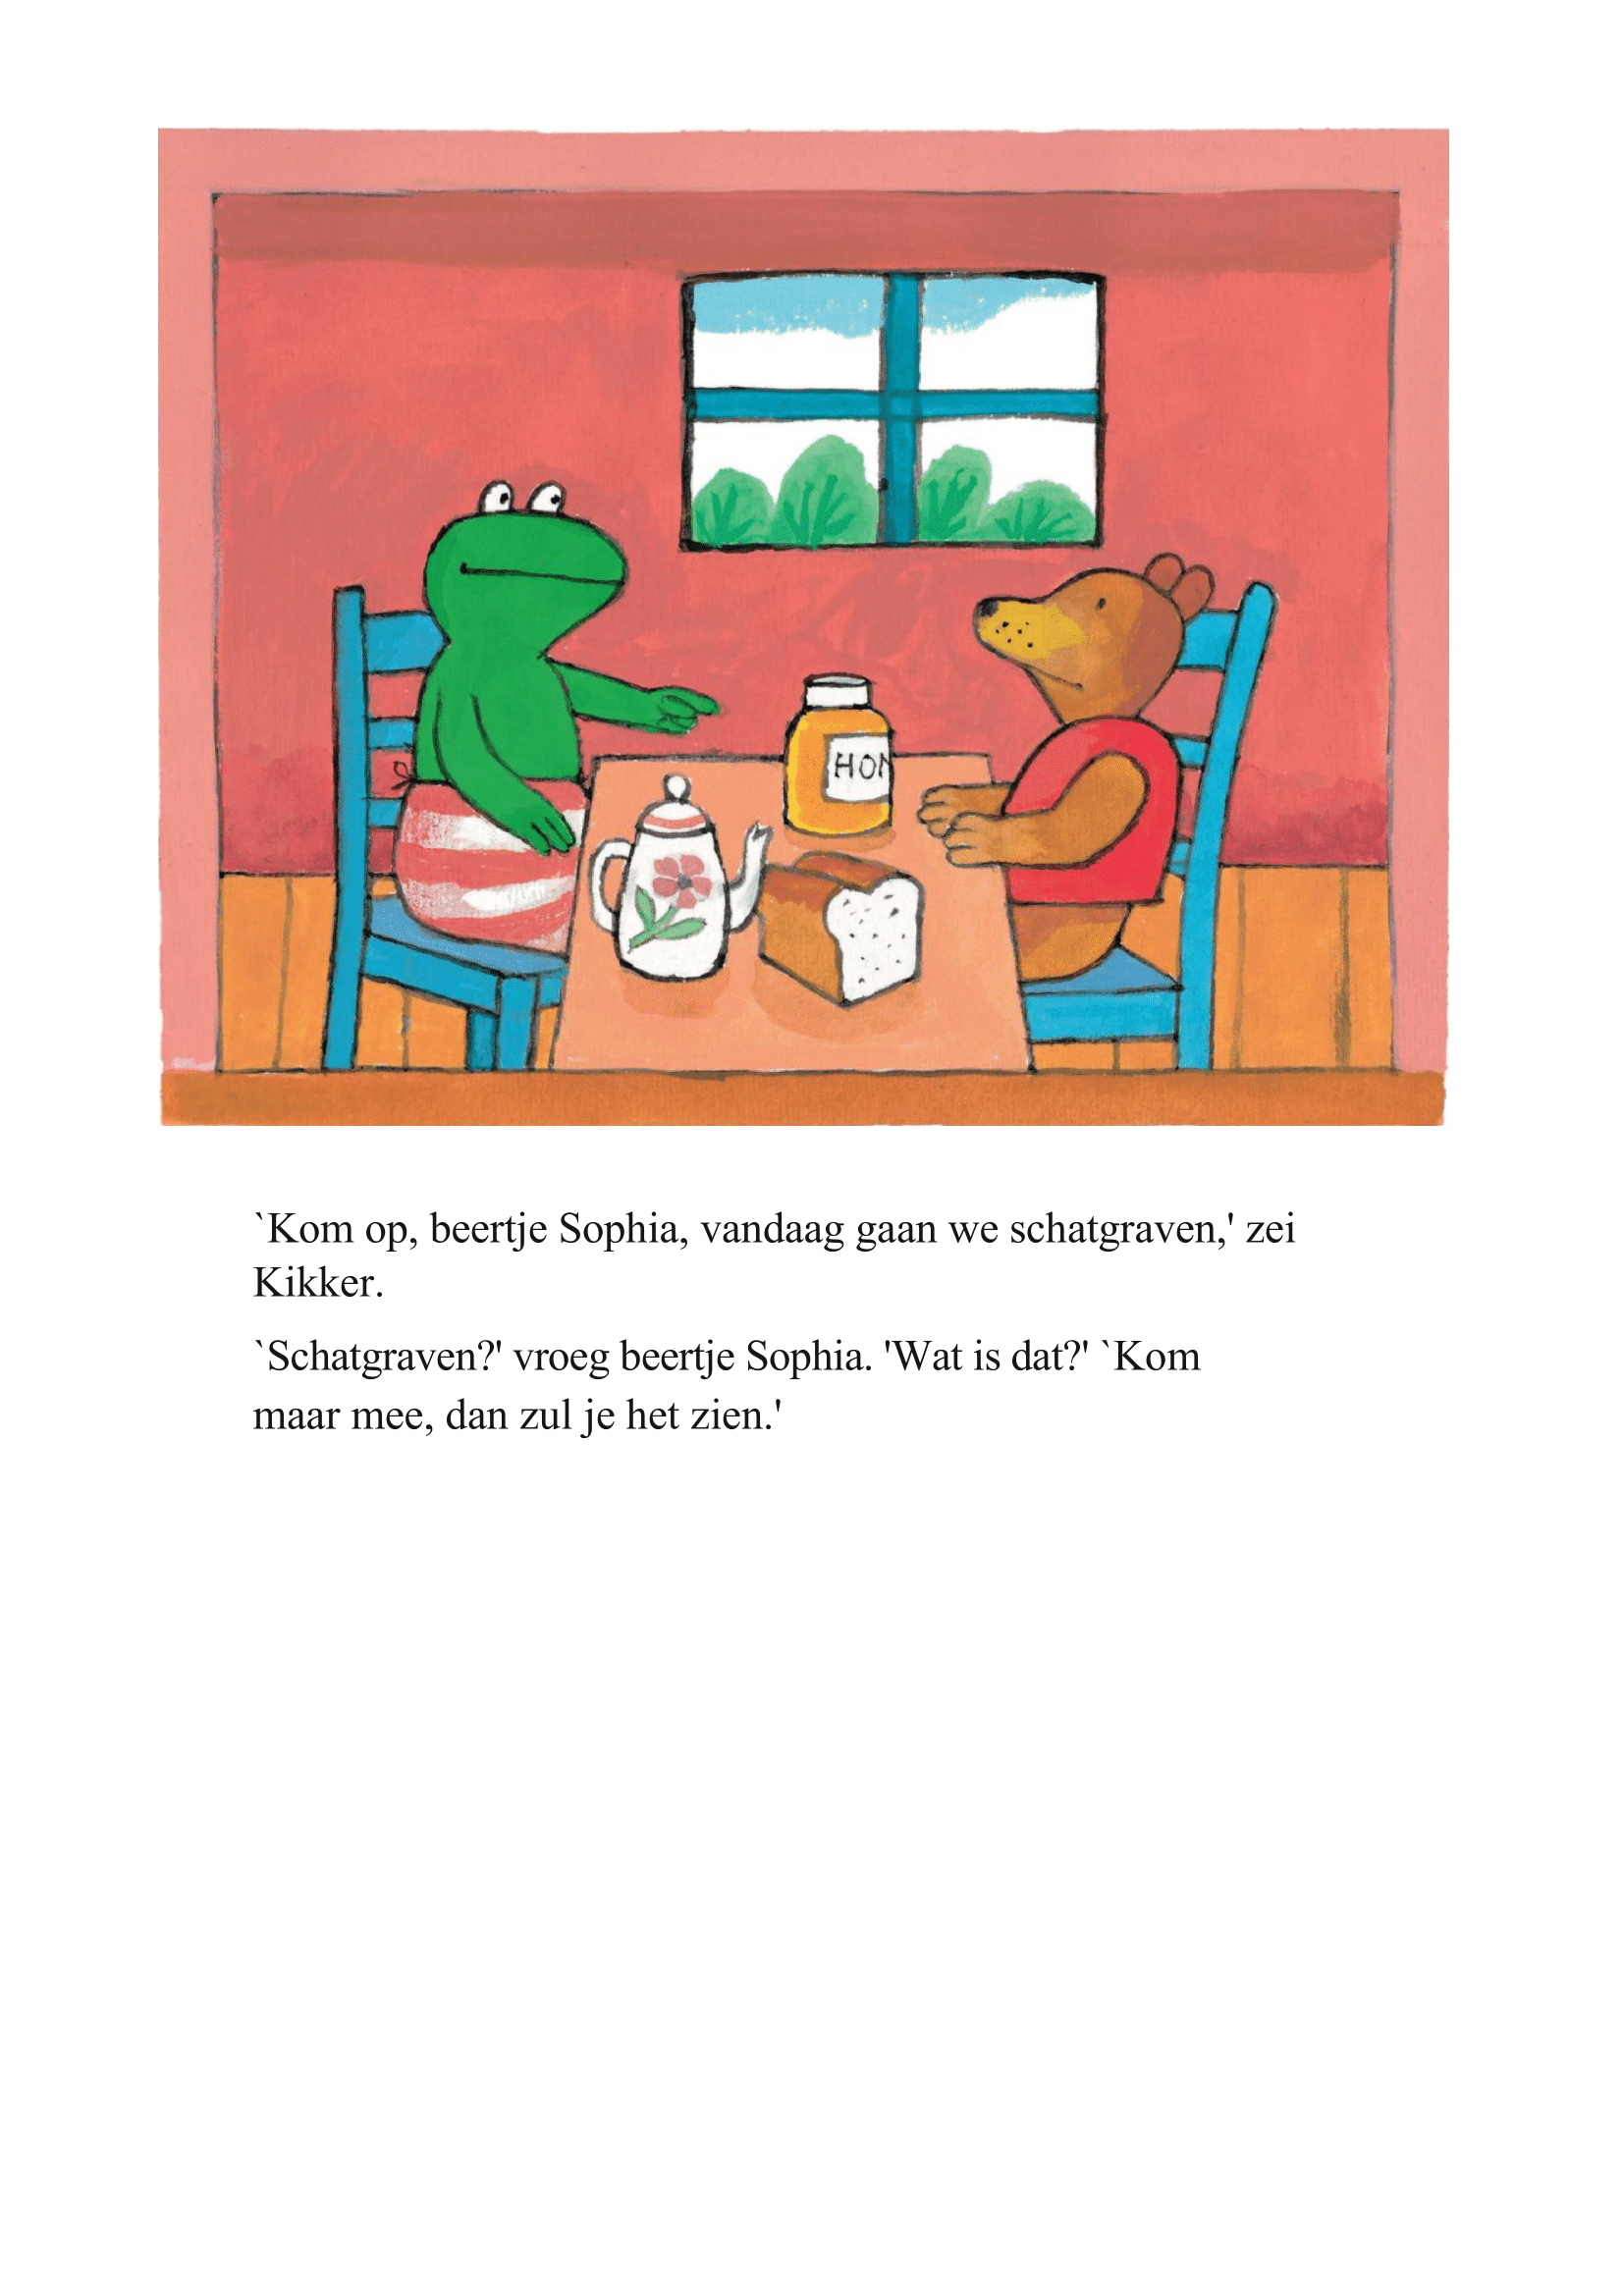 HON
`Kom op, beertje Sophia, vandaag gaan we schatgraven,' zei
Kikker.
`Schatgraven?' vroeg beertje Sophia. 'Wat is dat?' `Kom
maar mee, dan zul je het zien.'